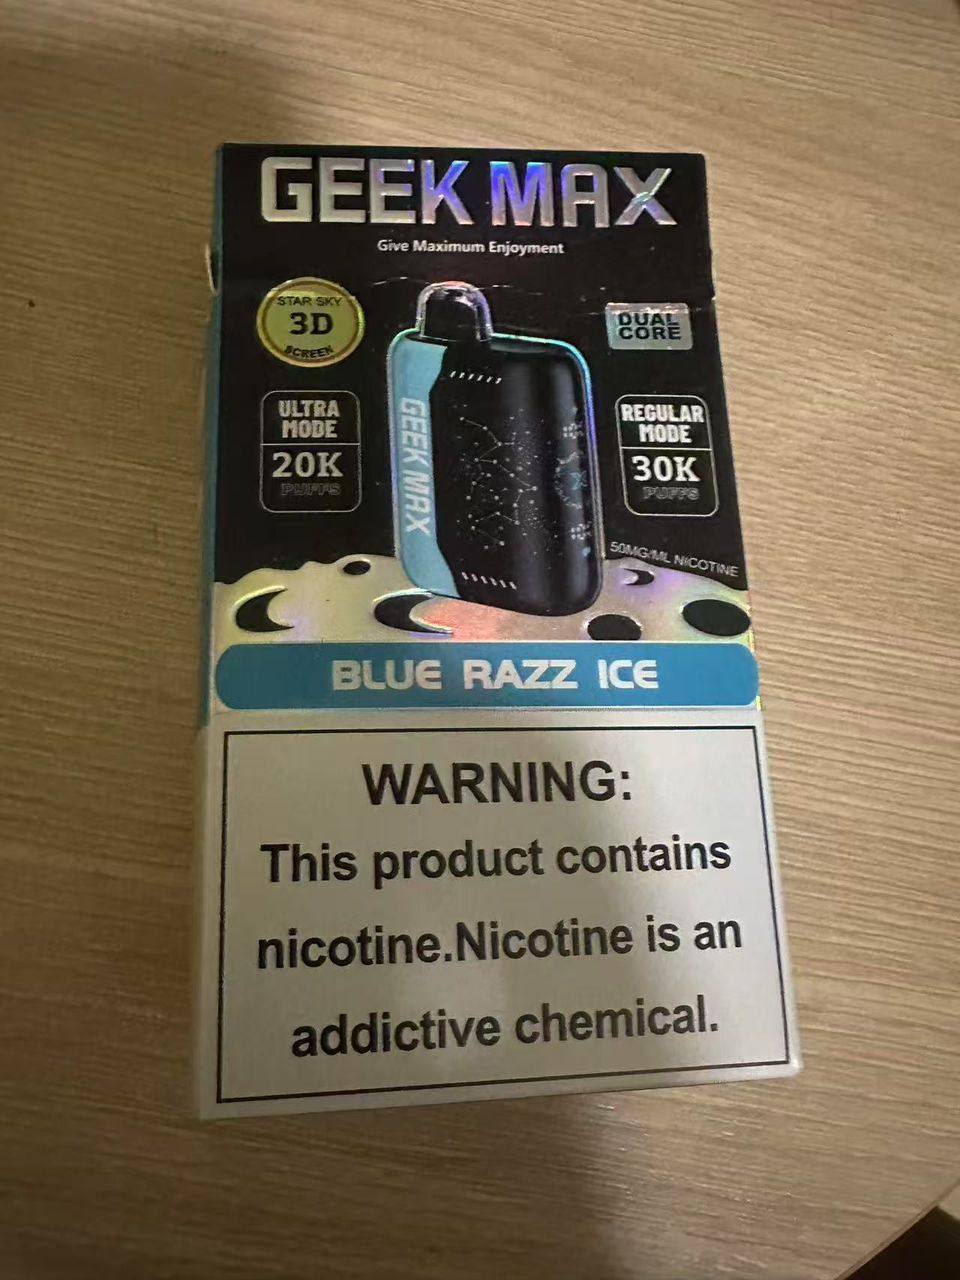 GEEK MAX
Give Maximum Enjoyment
STAR SKY
3D
SCREEN
DUAL
CORE
ULTRA
MODE
20K
PUFFS
GEEK MAX
REGULAR
MODE
30K
PUFFS
50MG/ML NICOTINE
BLUE RAZZ ICE
WARNING:
This product contains
nicotine.Nicotine is an
addictive chemical.